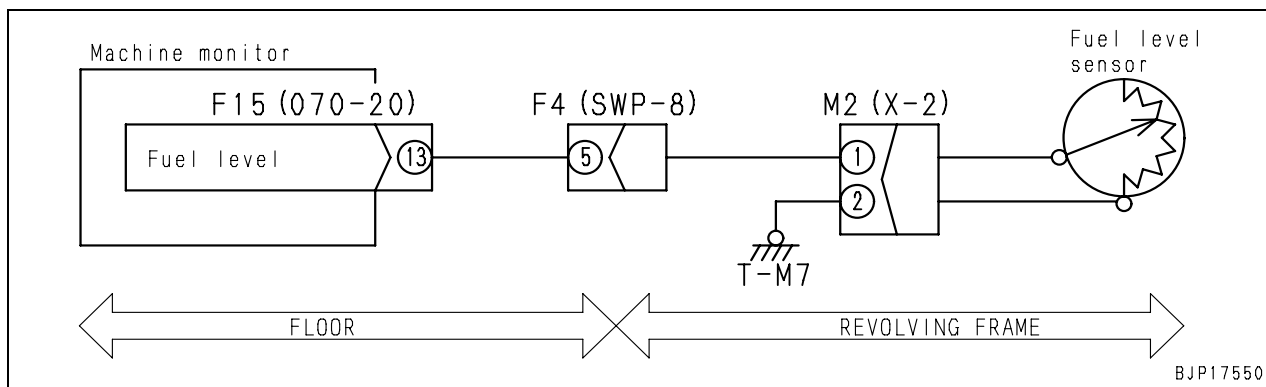 Machine monitor
Fuel level
sensor
F15 (070-20)
F4 (SWP-8)
M2 (X-2)
Fuel level
13
5
1
2
T-M7
FLOOR
REVOLVING FRAME
BJP17550